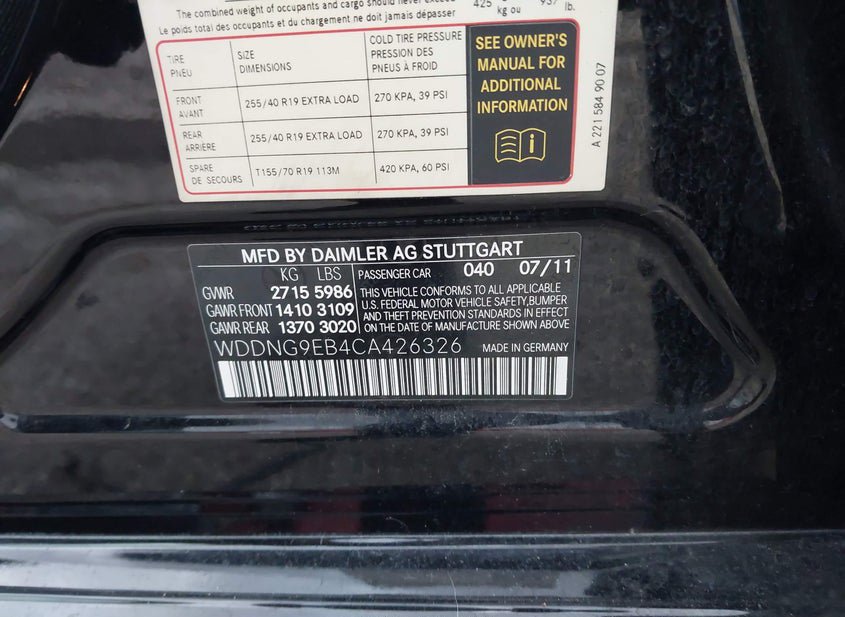 The combined weight of occupants and cargo should never exceed 425 937
Le poids total des occupants et du chargement ne doit jamais dépasser kg ou lb.
TIRE PNEU
SIZE DIMENSIONS
COLD TIRE PRESSURE PRESSION DES PNEUS À FROID
FRONT AVANT
255/40 R19 EXTRA LOAD
270 KPA, 39 PSI
REAR ARRIÈRE
255/40 R19 EXTRA LOAD
270 KPA, 39 PSI
SPARE DE SECOURS
T155/70 R19 113M
420 KPA, 60 PSI
SEE OWNER'S
MANUAL FOR
ADDITIONAL
INFORMATION
A 221 584 90 07
MFD BY DAIMLER AG STUTTGART
KG LBS
GVWR 2715 5986
GAWR FRONT 1410 3109
GAWR REAR 1370 3020
PASSENGER CAR 040 07/11
THIS VEHICLE CONFORMS TO ALL APPLICABLE
U.S. FEDERAL MOTOR VEHICLE SAFETY, BUMPER
AND THEFT PREVENTION STANDARDS IN EFFECT
ON THE DATE OF MANUFACTURE SHOWN ABOVE.
WDDNG9EB4CA426326 MADE IN GERMANY